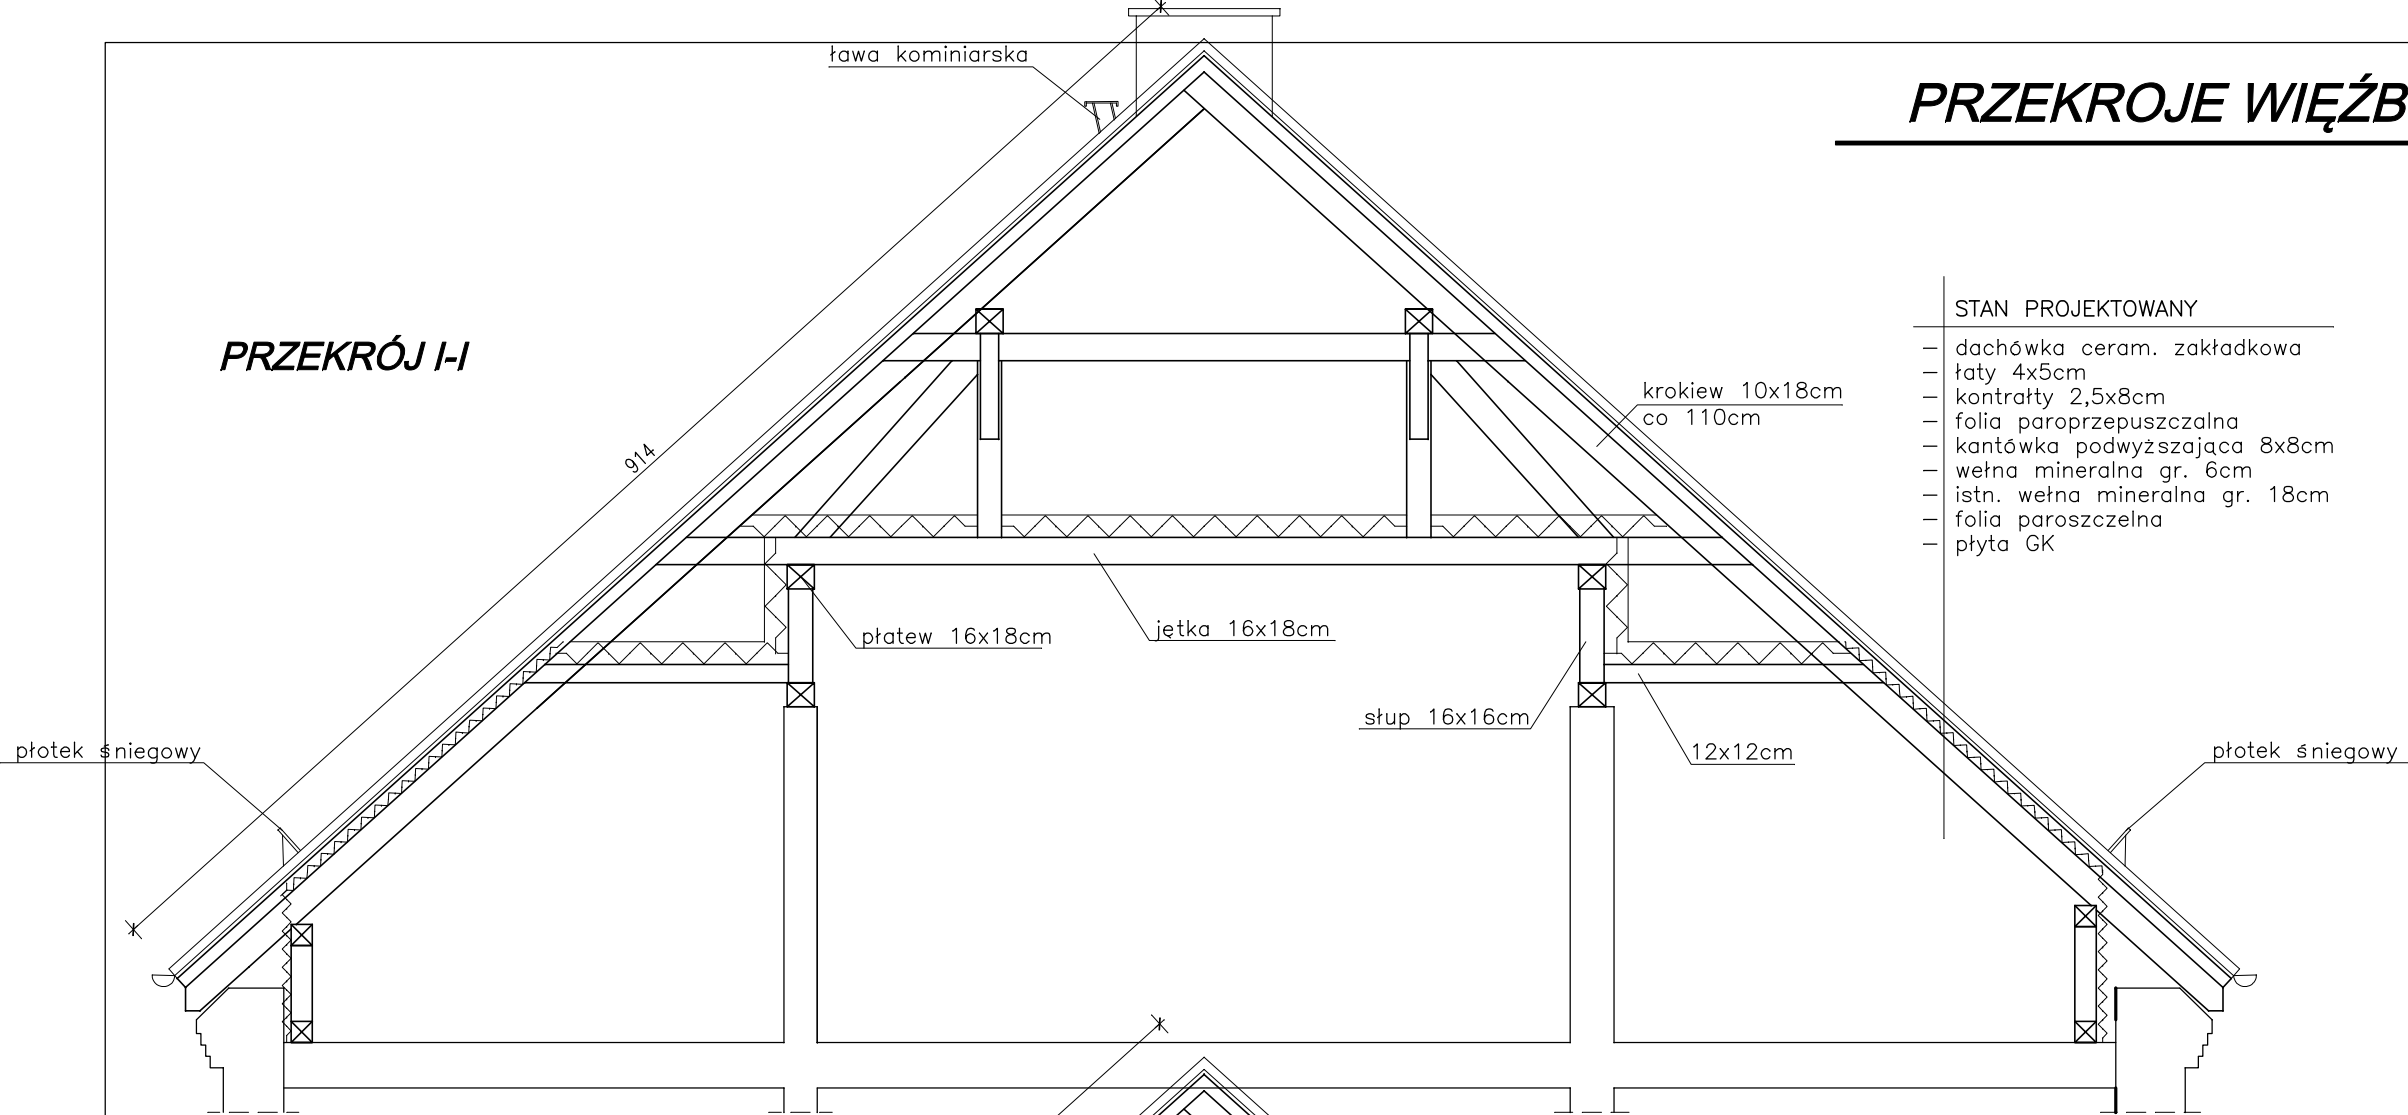 ława kominiarska
PRZEKROJE WIĘŹB
PRZEKRÓJ I-I
914
krokiew 10x18cm
co 110cm
STAN PROJEKTOWANY
– dachówka ceram. zakładkowa
– łaty 4x5cm
– kontrałty 2,5x8cm
– folia paroprzepuszczalna
– kantówka podwyższająca 8x8cm
– wełna mineralna gr. 6cm
– istn. wełna mineralna gr. 18cm
– folia paroszczelna
– płyta GK
płatew 16x18cm
jętka 16x18cm
słup 16x16cm
12x12cm
płotek śniegowy
płotek śniegowy